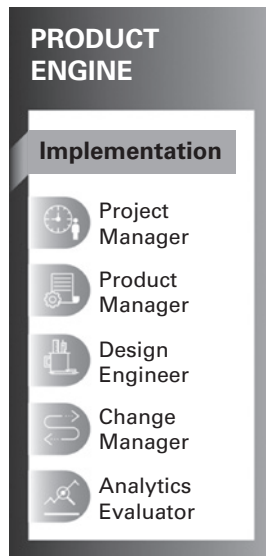 PRODUCT
ENGINE
Implementation
Project
Manager
Product
Manager
Design
Engineer
Change
Manager
Analytics
Evaluator